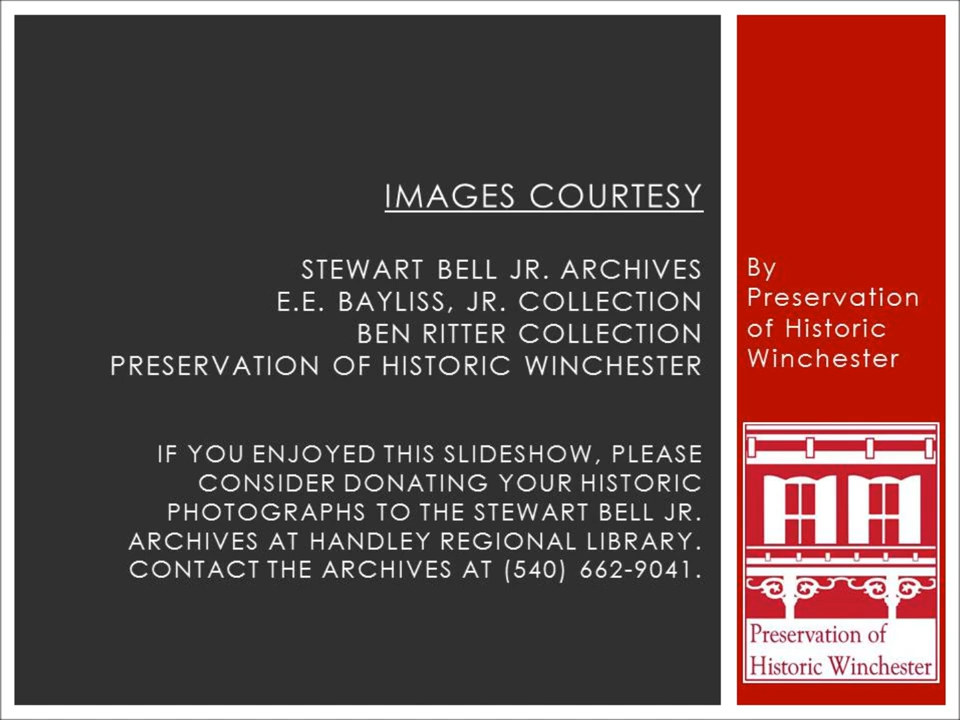 IMAGES COURTESY
STEWART BELL JR. ARCHIVES
E.E. BAYLISS, JR. COLLECTION
BEN RITTER COLLECTION
PRESERVATION OF HISTORIC WINCHESTER
IF YOU ENJOYED THIS SLIDESHOW, PLEASE
CONSIDER DONATING YOUR HISTORIC
PHOTOGRAPHS TO THE STEWART BELL JR.
ARCHIVES AT HANDLEY REGIONAL LIBRARY.
CONTACT THE ARCHIVES AT (540) 662-9041.
By
Preservation
of Historic
Winchester
Preservation of
Historic Winchester